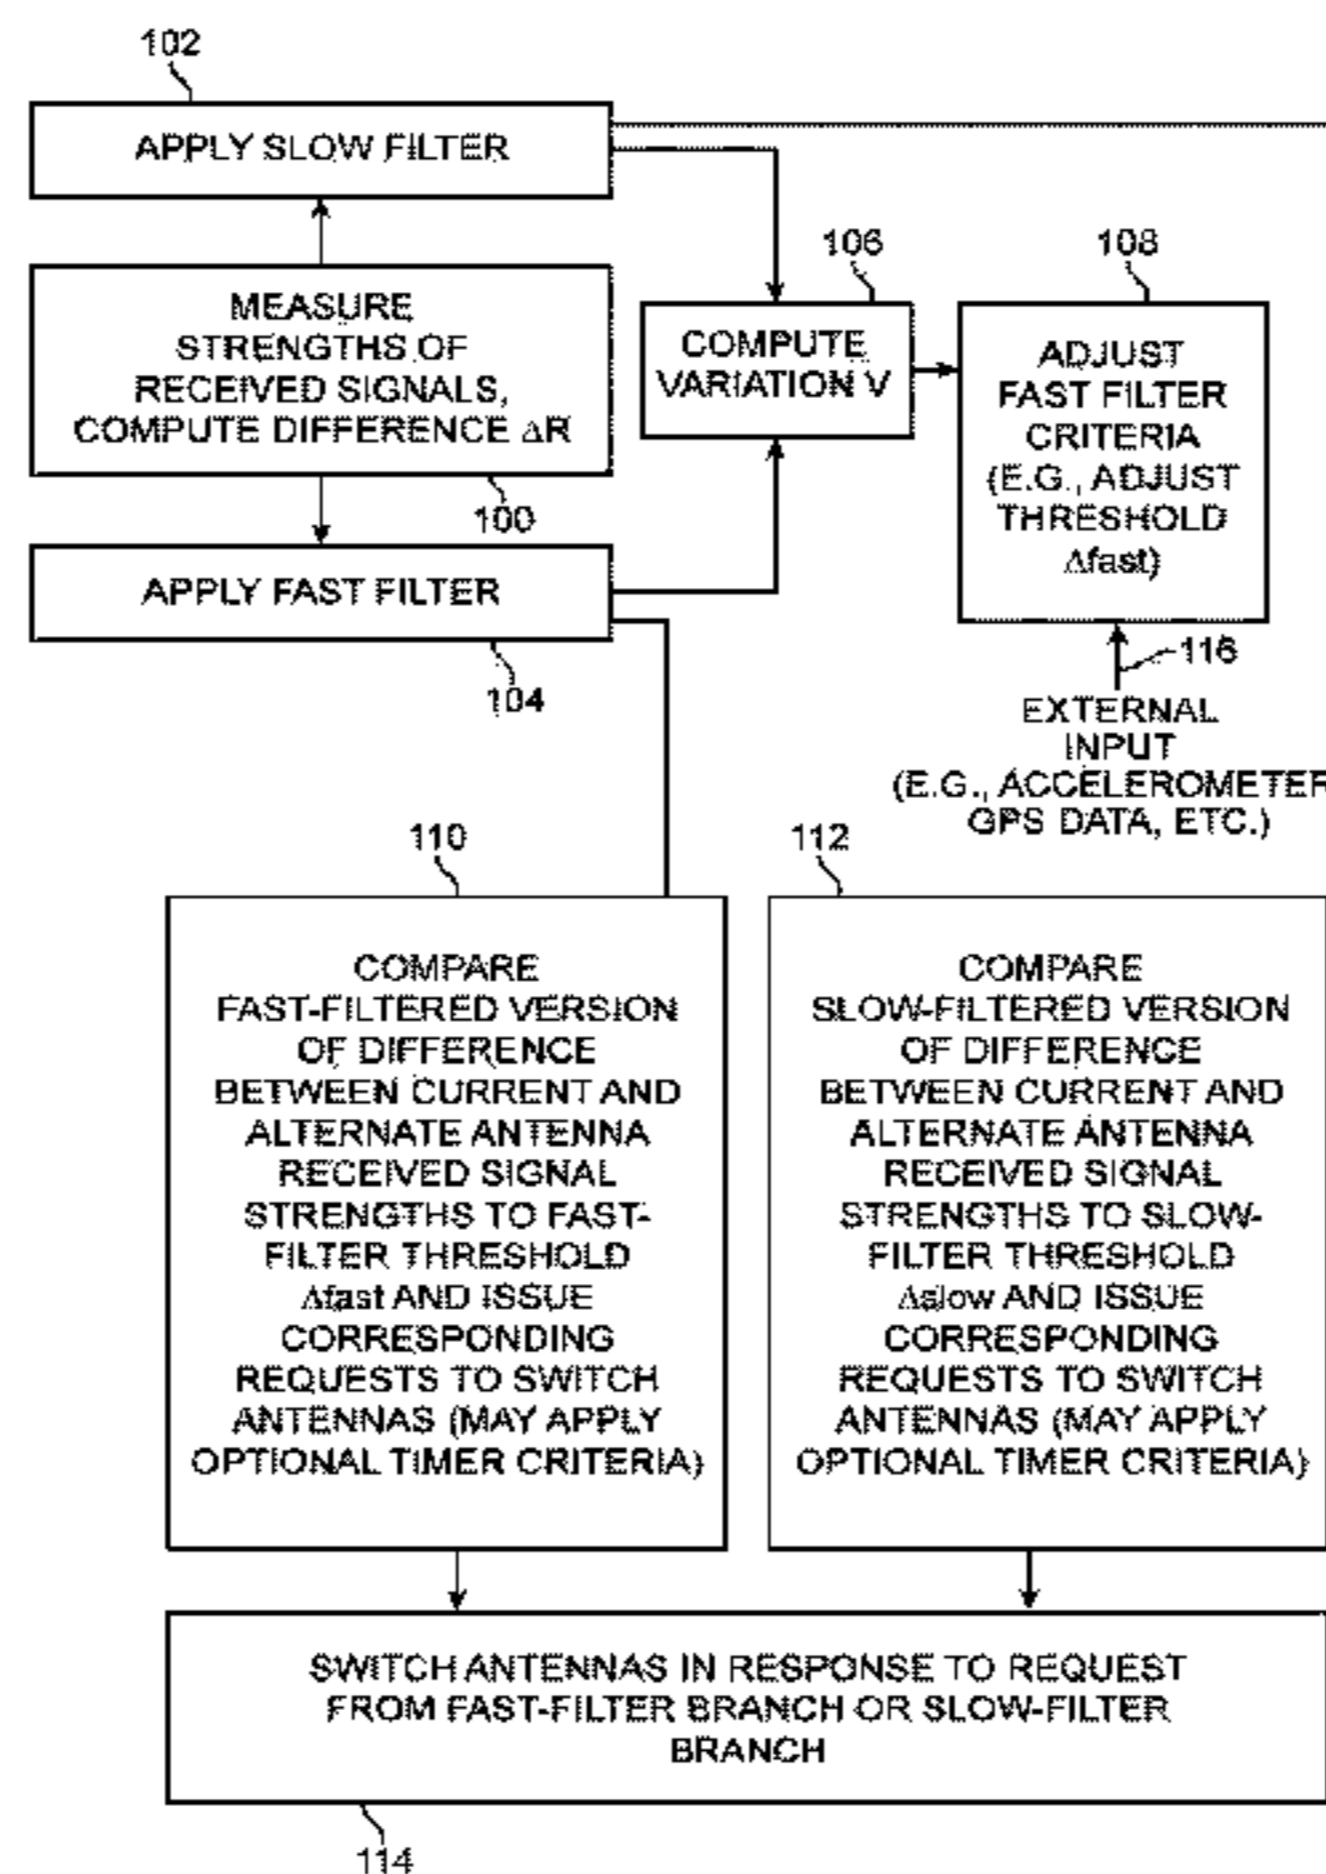 102
APPLY SLOW FILTER
MEASURE
STRENGTHS OF
RECEIVED SIGNALS,
COMPUTE DIFFERENCE ΔR
100
APPLY FAST FILTER
104
106
COMPUTE
VARIATION V
108
ADJUST
FAST FILTER
CRITERIA
(E.G., ADJUST
THRESHOLD
Δfast)
116
EXTERNAL
INPUT
(E.G., ACCELEROMETER
GPS DATA, ETC.)
110
COMPARE
FAST-FILTERED VERSION
OF DIFFERENCE
BETWEEN CURRENT AND
ALTERNATE ANTENNA
RECEIVED SIGNAL
STRENGTHS TO FAST-
FILTER THRESHOLD
Δfast AND ISSUE
CORRESPONDING
REQUESTS TO SWITCH
ANTENNAS (MAY APPLY
OPTIONAL TIMER CRITERIA)
112
COMPARE
SLOW-FILTERED VERSION
OF DIFFERENCE
BETWEEN CURRENT AND
ALTERNATE ANTENNA
RECEIVED SIGNAL
STRENGTHS TO SLOW-
FILTER THRESHOLD
Δslow AND ISSUE
CORRESPONDING
REQUESTS TO SWITCH
ANTENNAS (MAY APPLY
OPTIONAL TIMER CRITERIA)
SWITCH ANTENNAS IN RESPONSE TO REQUEST
FROM FAST-FILTER BRANCH OR SLOW-FILTER
BRANCH
114